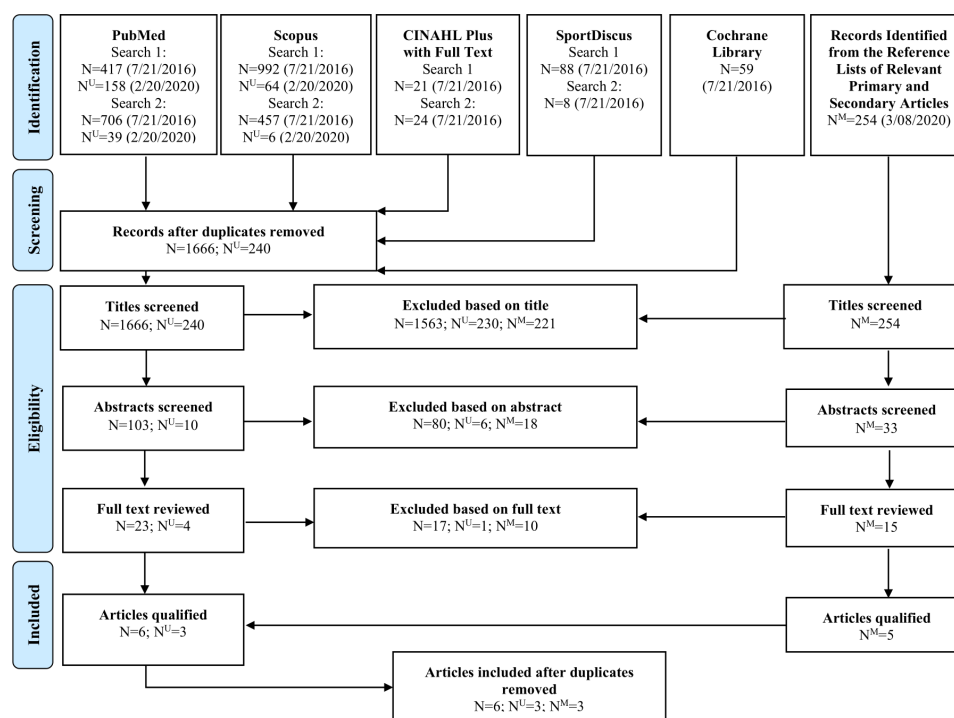 Identification
PubMed
Search 1:
N=417 (7/21/2016)
Nᵁ=158 (2/20/2020)
Search 2:
N=706 (7/21/2016)
Nᵁ=39 (2/20/2020)
Scopus
Search 1:
N=992 (7/21/2016)
Nᵁ=64 (2/20/2020)
Search 2:
N=457 (7/21/2016)
Nᵁ=6 (2/20/2020)
CINAHL Plus
with Full Text
Search 1
N=21 (7/21/2016)
Search 2:
N=24 (7/21/2016)
SportDiscus
Search 1:
N=88 (7/21/2016)
Search 2:
N=8 (7/21/2016)
Cochrane
Library
N=59
(7/21/2016)
Records Identified
from the Reference
Lists of Relevant
Primary and
Secondary Articles
Nᴹ=254 (3/08/2020)
Screening
Records after duplicates removed
N=1666; Nᵁ=240
Eligibility
Titles screened
N=1666; Nᵁ=240
Excluded based on title
N=1563; Nᵁ=230; Nᴹ=221
Titles screened
Nᴹ=254
Abstracts screened
N=103; Nᵁ=10
Excluded based on abstract
N=80; Nᵁ=6; Nᴹ=18
Abstracts screened
Nᴹ=33
Full text reviewed
N=23; Nᵁ=4
Excluded based on full text
N=17; Nᵁ=1; Nᴹ=10
Full text reviewed
Nᴹ=15
Included
Articles qualified
N=6; Nᵁ=3
Articles qualified
Nᴹ=5
Articles included after duplicates
removed
N=6; Nᵁ=3; Nᴹ=3